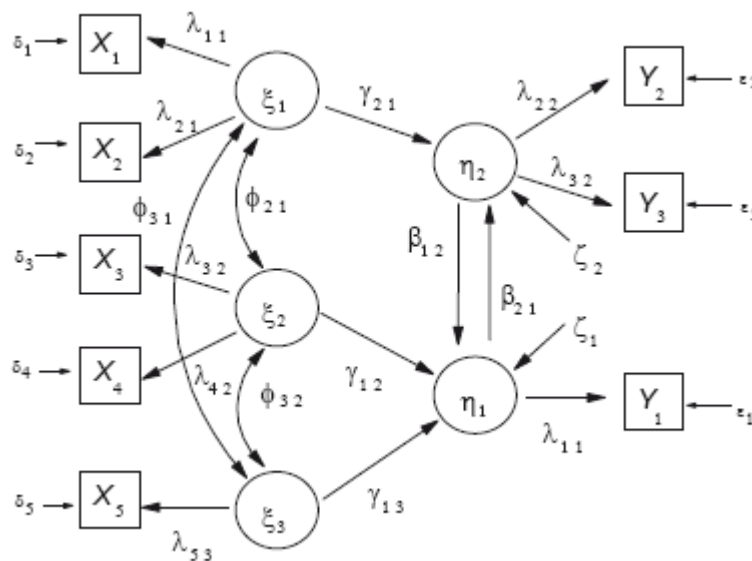 δ₁ X₁ λ₁₁
ξ₁
γ₂₁
λ₂₂ Y₂
δ₂ X₂ λ₂₁
η₂
λ₃₂ Y₃
φ₃₁ φ₂₁
δ₃ X₃ λ₃₂
β₁₂ ζ₂
ξ₂
β₂₁ ζ₁
δ₄ X₄ λ₄₂
φ₃₂ γ₁₂
η₁
λ₁₁ Y₁ ε₁
δ₅ X₅ λ₅₃
ξ₃
γ₁₃